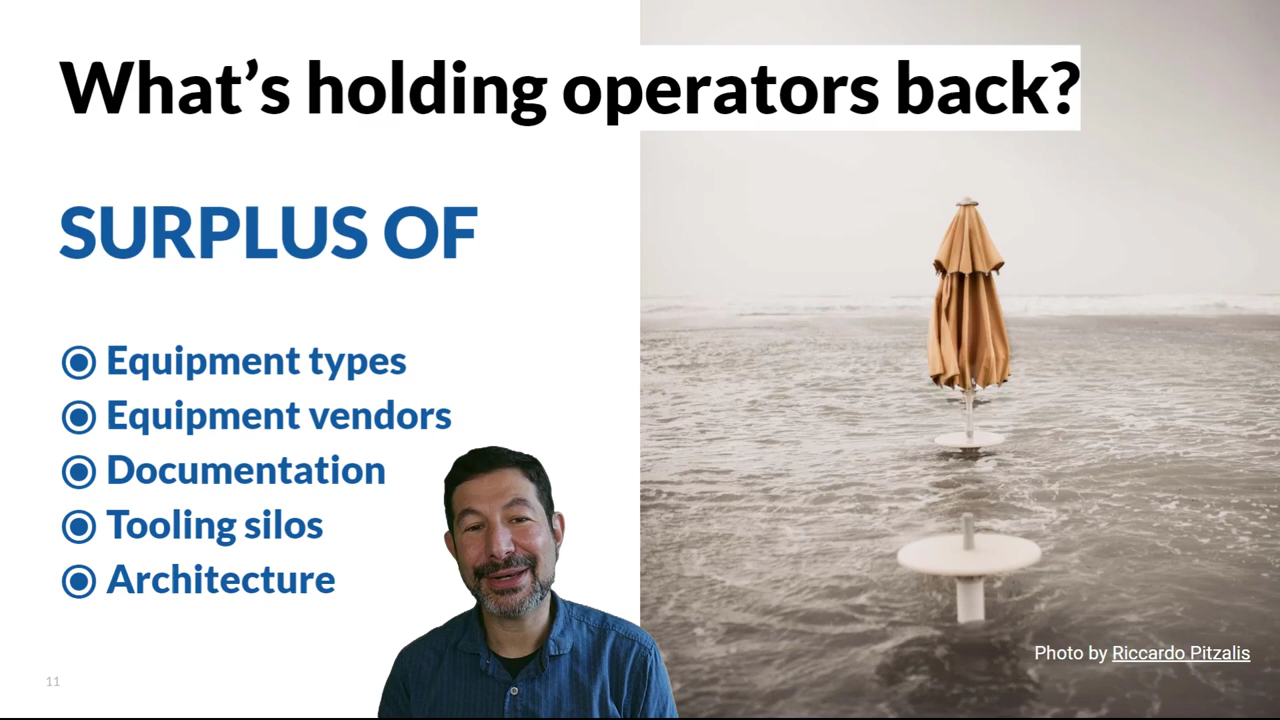 What’s holding operators back?
SURPLUS OF
Equipment types
Equipment vendors
Documentation
Tooling silos
Architecture
Photo by Riccardo Pitzalis
11